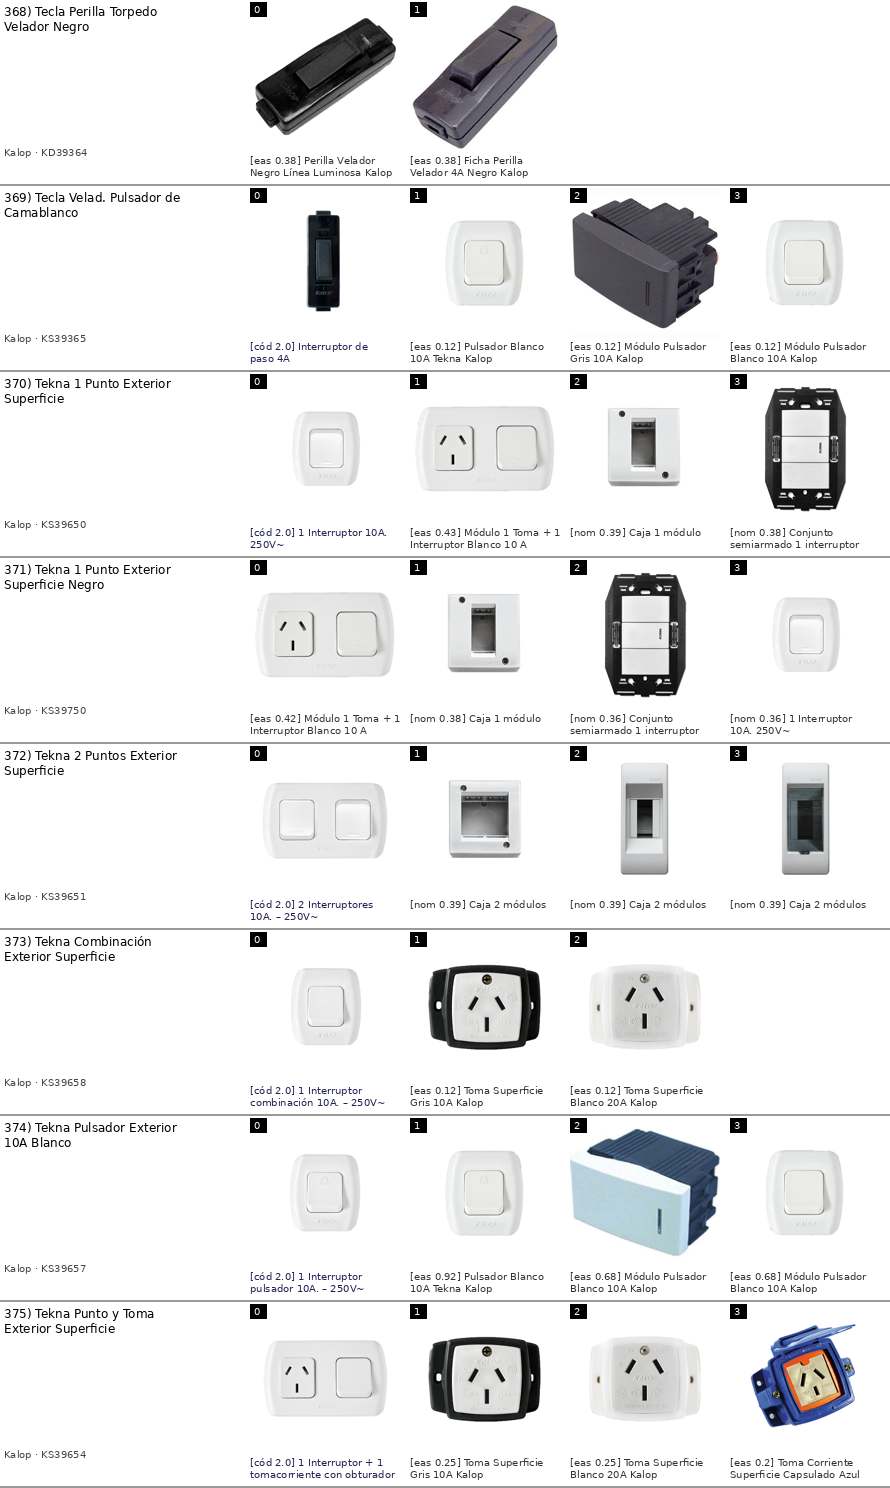 368) Tecla Perilla Torpedo
Velador Negro
Kalop · KD39364
0
[eas 0.38] Perilla Velador
Negro Línea Luminosa Kalop
1
[eas 0.38] Ficha Perilla
Velador 4A Negro Kalop
369) Tecla Velad. Pulsador de
Camablanco
Kalop · KS39365
0
[cód 2.0] Interruptor de
paso 4A
1
[eas 0.12] Pulsador Blanco
10A Tekna Kalop
2
[eas 0.12] Módulo Pulsador
Gris 10A Kalop
3
[eas 0.12] Módulo Pulsador
Blanco 10A Kalop
370) Tekna 1 Punto Exterior
Superficie
Kalop · KS39650
0
[cód 2.0] 1 Interruptor 10A.
250V~
1
[eas 0.43] Módulo 1 Toma + 1
Interruptor Blanco 10 A
2
[nom 0.39] Caja 1 módulo
3
[nom 0.38] Conjunto
semiarmado 1 interruptor
371) Tekna 1 Punto Exterior
Superficie Negro
Kalop · KS39750
0
[eas 0.42] Módulo 1 Toma + 1
Interruptor Blanco 10 A
1
[nom 0.38] Caja 1 módulo
2
[nom 0.36] Conjunto
semiarmado 1 interruptor
3
[nom 0.36] 1 Interruptor
10A. 250V~
372) Tekna 2 Puntos Exterior
Superficie
Kalop · KS39651
0
[cód 2.0] 2 Interruptores
10A. – 250V~
1
[nom 0.39] Caja 2 módulos
2
[nom 0.39] Caja 2 módulos
3
[nom 0.39] Caja 2 módulos
373) Tekna Combinación
Exterior Superficie
Kalop · KS39658
0
[cód 2.0] 1 Interruptor
combinación 10A. – 250V~
1
[eas 0.12] Toma Superficie
Gris 10A Kalop
2
[eas 0.12] Toma Superficie
Blanco 20A Kalop
374) Tekna Pulsador Exterior
10A Blanco
Kalop · KS39657
0
[cód 2.0] 1 Interruptor
pulsador 10A. – 250V~
1
[eas 0.92] Pulsador Blanco
10A Tekna Kalop
2
[eas 0.68] Módulo Pulsador
Blanco 10A Kalop
3
[eas 0.68] Módulo Pulsador
Blanco 10A Kalop
375) Tekna Punto y Toma
Exterior Superficie
Kalop · KS39654
0
[cód 2.0] 1 Interruptor + 1
tomacorriente con obturador
1
[eas 0.25] Toma Superficie
Gris 10A Kalop
2
[eas 0.25] Toma Superficie
Blanco 20A Kalop
3
[eas 0.2] Toma Corriente
Superficie Capsulado Azul